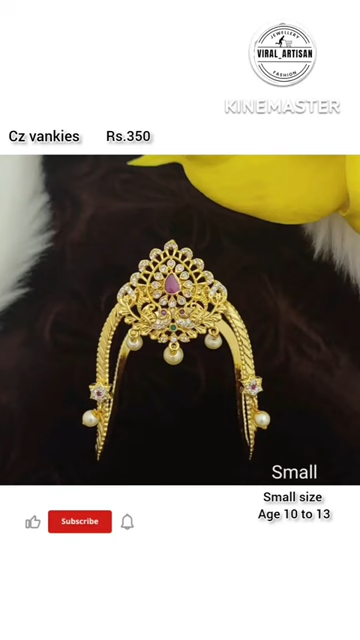 JEWELLERY
VIRAL_ARTISAN
FASHION
KINEMASTER
Cz vankies Rs.350
Small
Small size
Age 10 to 13
Subscribe